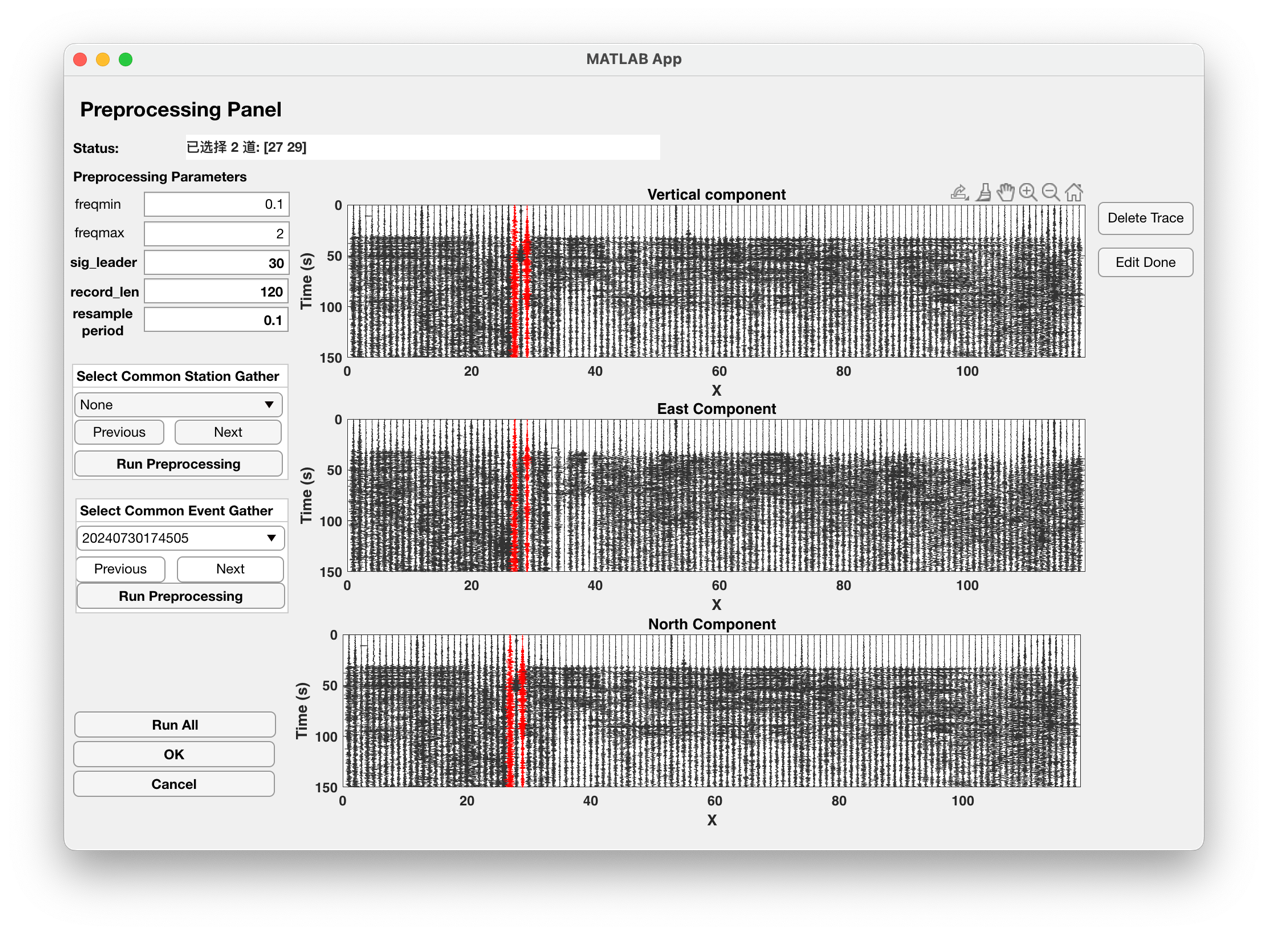 MATLAB App
Preprocessing Panel
Status:
已选择 2 道: [27 29]
Preprocessing Parameters
freqmin
0.1
freqmax
2
sig_leader
30
record_len
120
resample
period
0.1
Select Common Station Gather
None
Previous
Next
Run Preprocessing
Select Common Event Gather
20240730174505
Previous
Next
Run Preprocessing
Run All
OK
Cancel
Vertical component
Time (s)
0
50
100
150
0 20 40 60 80 100
X
East Component
Time (s)
0
50
100
150
0 20 40 60 80 100
X
North Component
Time (s)
0
50
100
150
0 20 40 60 80 100
X
Delete Trace
Edit Done